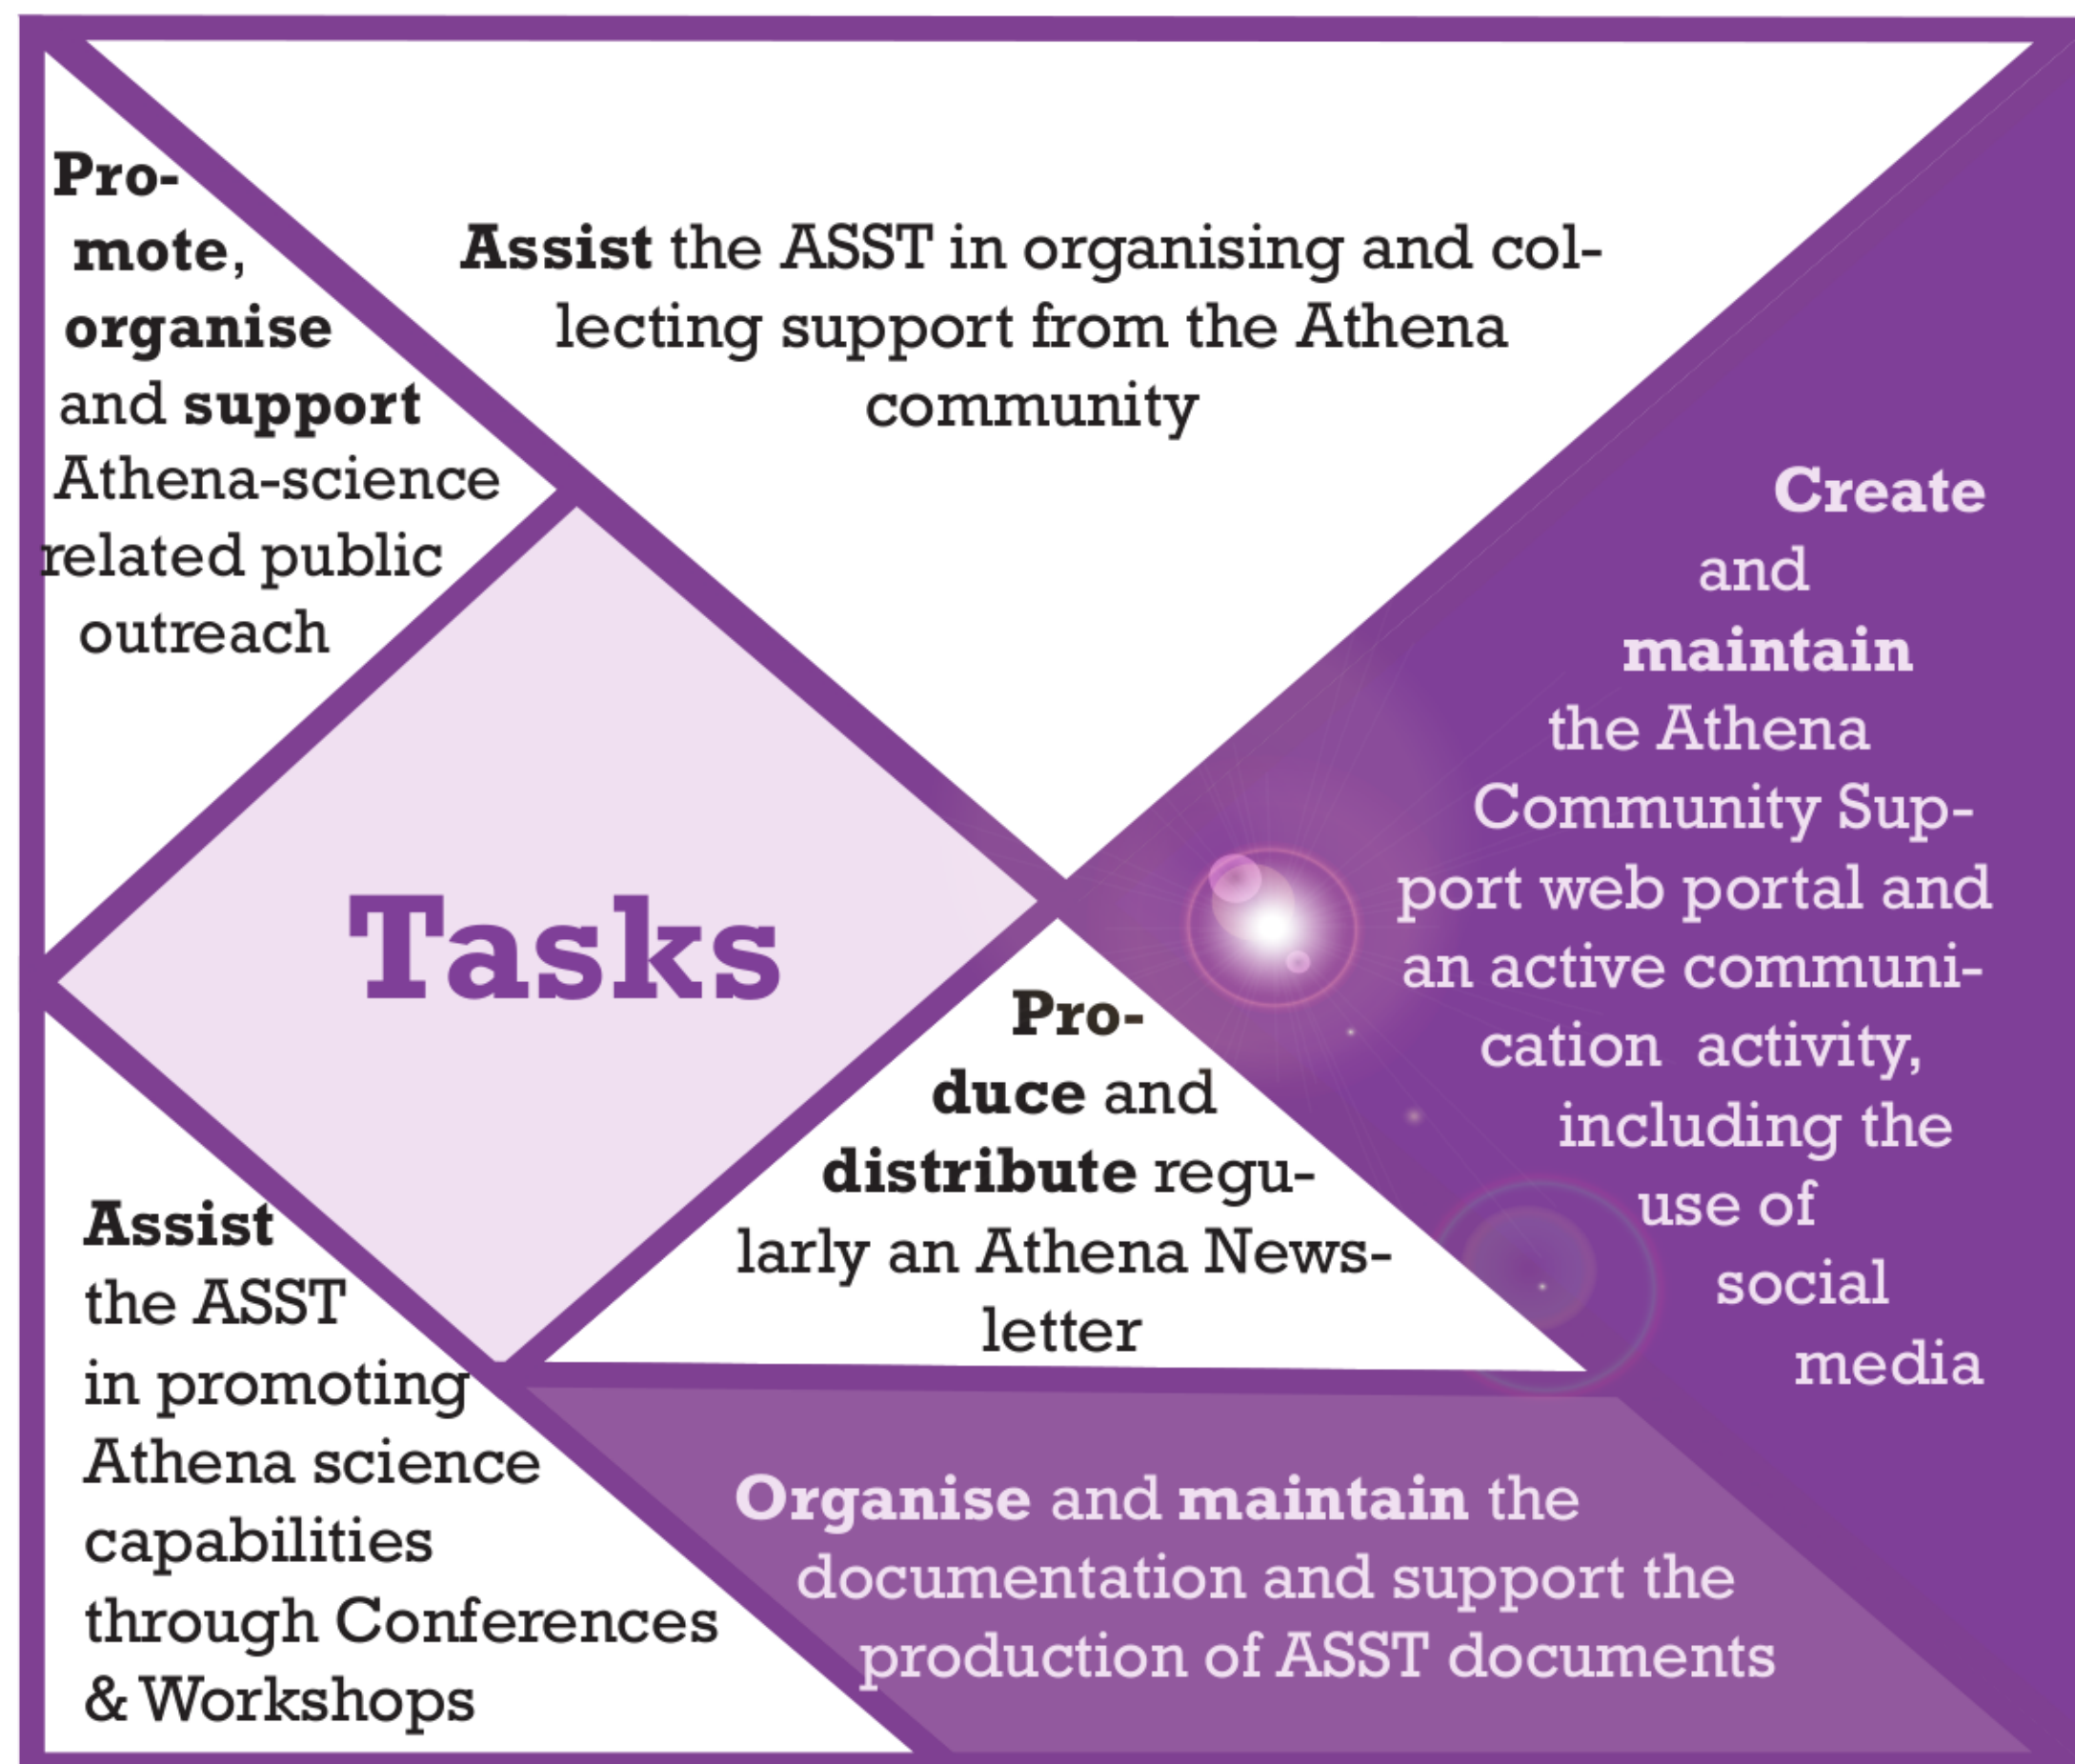 Pro-
mote,
organise
and support
Athena-science
related public
outreach
Assist the ASST in organising and col-
lecting support from the Athena
community
Create
and
maintain
the Athena
Community Sup-
port web portal and
an active communi-
cation activity,
including the
use of
social
media
Tasks
Pro-
duce and
distribute regu-
larly an Athena News-
letter
Assist
the ASST
in promoting
Athena science
capabilities
through Conferences
& Workshops
Organise and maintain the
documentation and support the
production of ASST documents